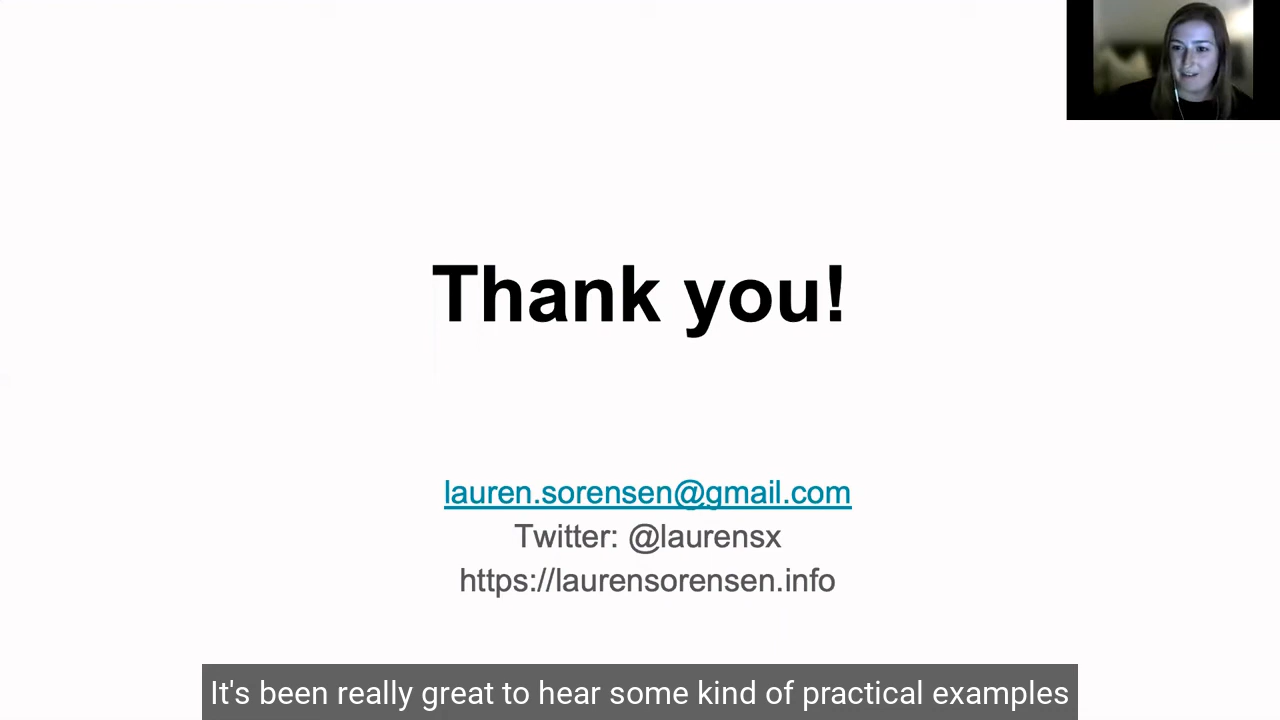 Thank you!
lauren.sorensen@gmail.com
Twitter: @laurensx
https://laurensorensen.info
It's been really great to hear some kind of practical examples